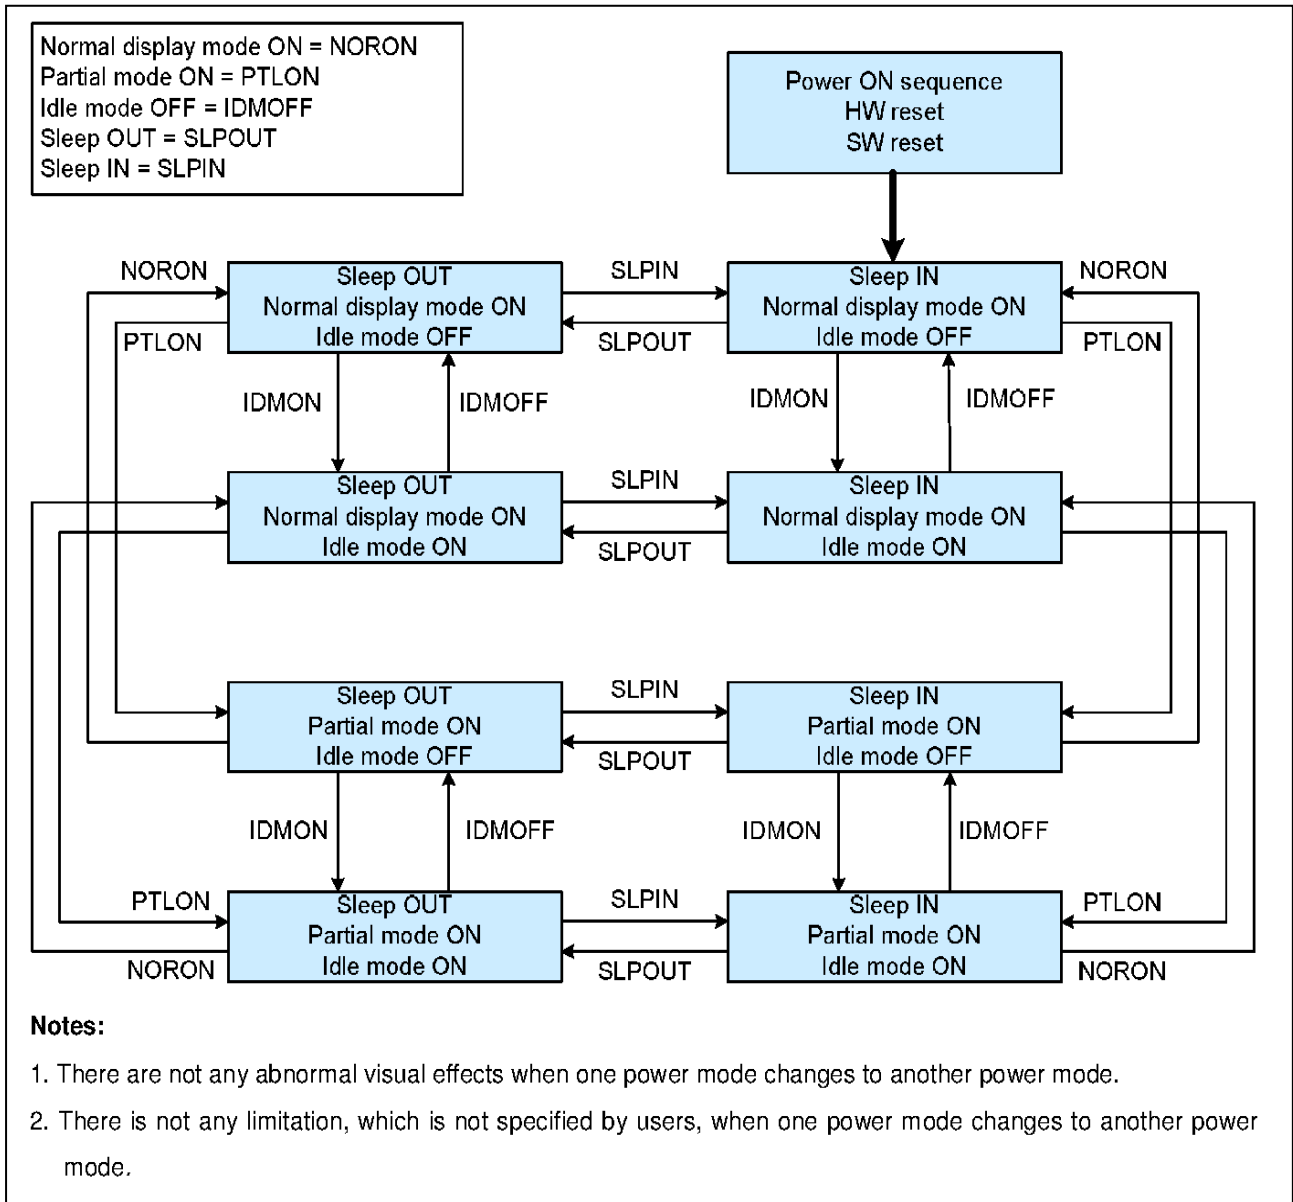 Normal display mode ON = NORON
Partial mode ON = PTLON
Idle mode OFF = IDMOFF
Sleep OUT = SLPOUT
Sleep IN = SLPIN
Power ON sequence
HW reset
SW reset
NORON
Sleep OUT
Normal display mode ON
Idle mode OFF
SLPIN
SLPOUT
Sleep IN
Normal display mode ON
Idle mode OFF
NORON
PTLON
PTLON
IDMON
IDMOFF
IDMON
IDMOFF
Sleep OUT
Normal display mode ON
Idle mode ON
SLPIN
SLPOUT
Sleep IN
Normal display mode ON
Idle mode ON
Sleep OUT
Partial mode ON
Idle mode OFF
SLPIN
SLPOUT
Sleep IN
Partial mode ON
Idle mode OFF
IDMON
IDMOFF
IDMON
IDMOFF
PTLON
NORON
Sleep OUT
Partial mode ON
Idle mode ON
SLPIN
SLPOUT
Sleep IN
Partial mode ON
Idle mode ON
PTLON
NORON
Notes:
1. There are not any abnormal visual effects when one power mode changes to another power mode.
2. There is not any limitation, which is not specified by users, when one power mode changes to another power
mode.